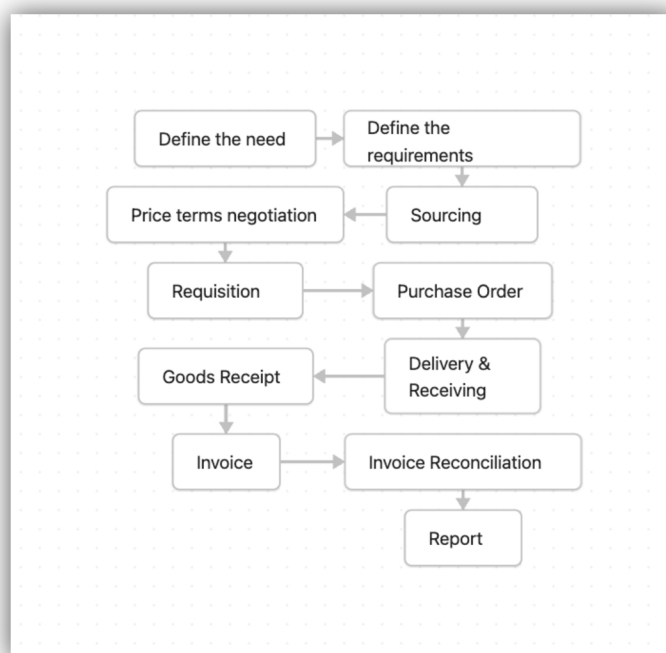 Define the need
Define the
requirements
Price terms negotiation
Sourcing
Requisition
Purchase Order
Goods Receipt
Delivery &
Receiving
Invoice
Invoice Reconciliation
Report